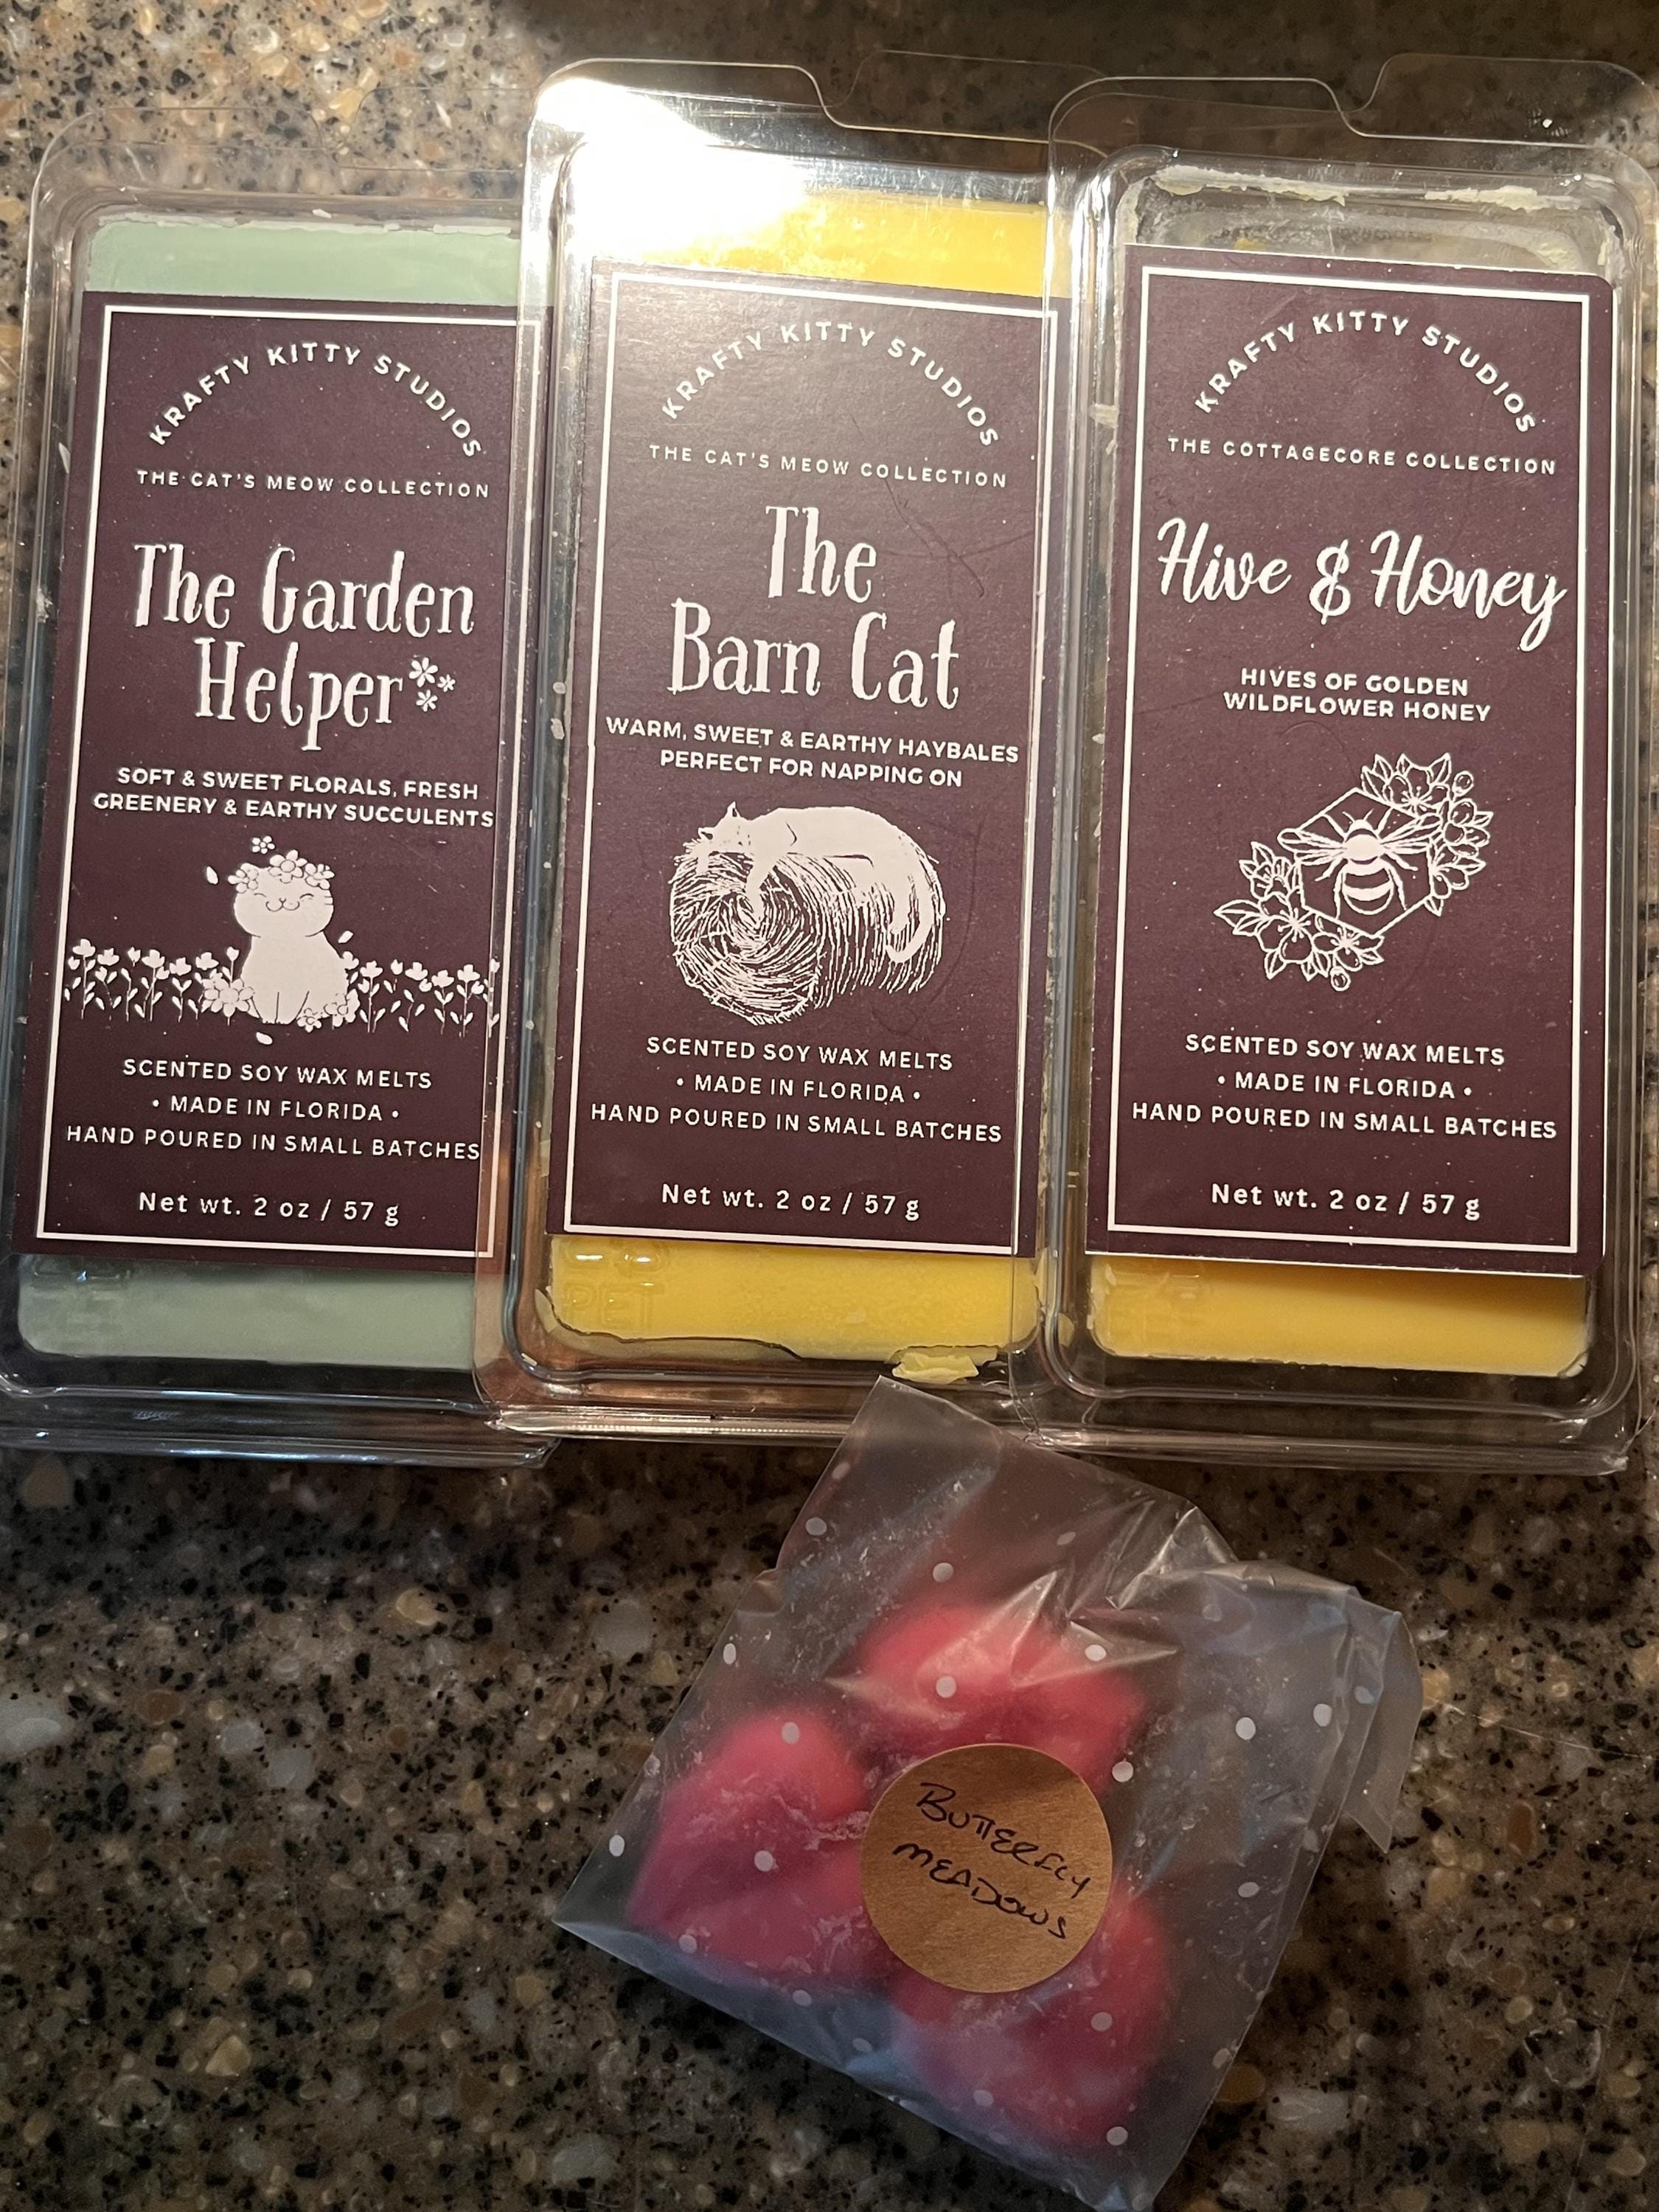 KRAFTY KITTY STUDIOS
THE CAT'S MEOW COLLECTION
The Garden
Helper
SOFT & SWEET FLORALS, FRESH
GREENERY & EARTHY SUCCULENTS
SCENTED SOY WAX MELTS
• MADE IN FLORIDA •
HAND POURED IN SMALL BATCHES
Net wt. 2 oz / 57 g
KRAFTY KITTY STUDIOS
THE CAT'S MEOW COLLECTION
The
Barn Cat
WARM, SWEET & EARTHY HAYBALES
PERFECT FOR NAPPING ON
SCENTED SOY WAX MELTS
• MADE IN FLORIDA •
HAND POURED IN SMALL BATCHES
Net wt. 2 oz / 57 g
KRAFTY KITTY STUDIOS
THE COTTAGECORE COLLECTION
Hive & Honey
HIVES OF GOLDEN
WILDFLOWER HONEY
SCENTED SOY WAX MELTS
• MADE IN FLORIDA •
HAND POURED IN SMALL BATCHES
Net wt. 2 oz / 57 g
BUTTERFLY
MEADOWS